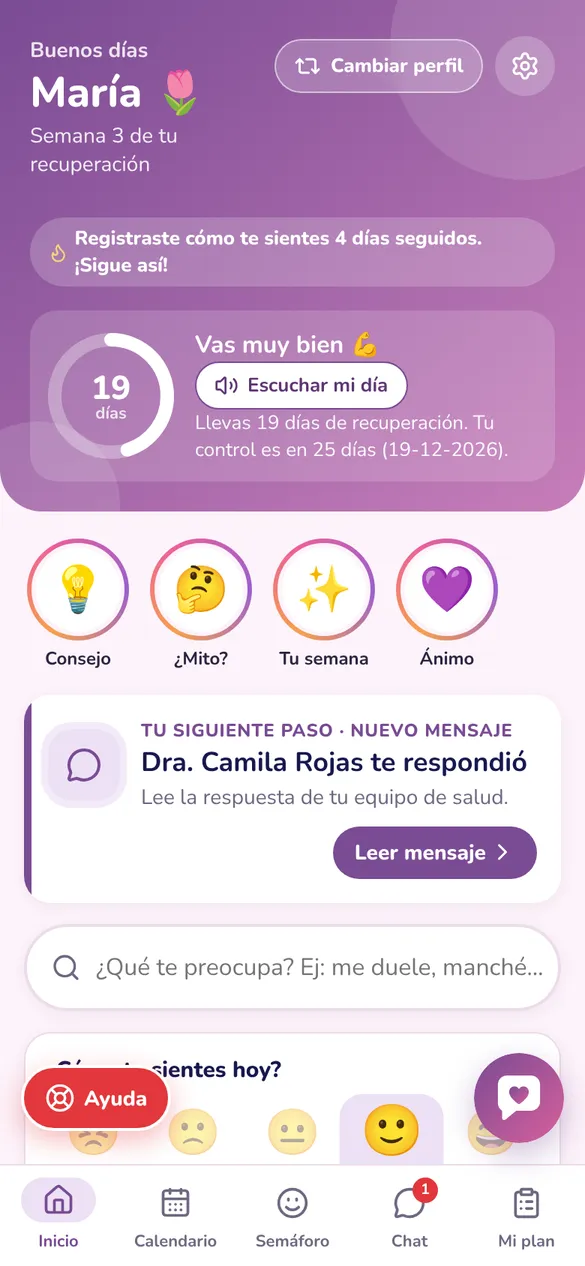 Buenos días
María
Cambiar perfil
Semana 3 de tu
recuperación
Registraste cómo te sientes 4 días seguidos.
¡Sigue así!
19
días
Vas muy bien
Escuchar mi día
Llevas 19 días de recuperación. Tu
control es en 25 días (19-12-2026).
Consejo
¿Mito?
Tu semana
Ánimo
TU SIGUIENTE PASO · NUEVO MENSAJE
Dra. Camila Rojas te respondió
Lee la respuesta de tu equipo de salud.
Leer mensaje
¿Qué te preocupa? Ej: me duele, manché...
sientes hoy?
Ayuda
1
Inicio
Calendario
Semáforo
Chat
Mi plan